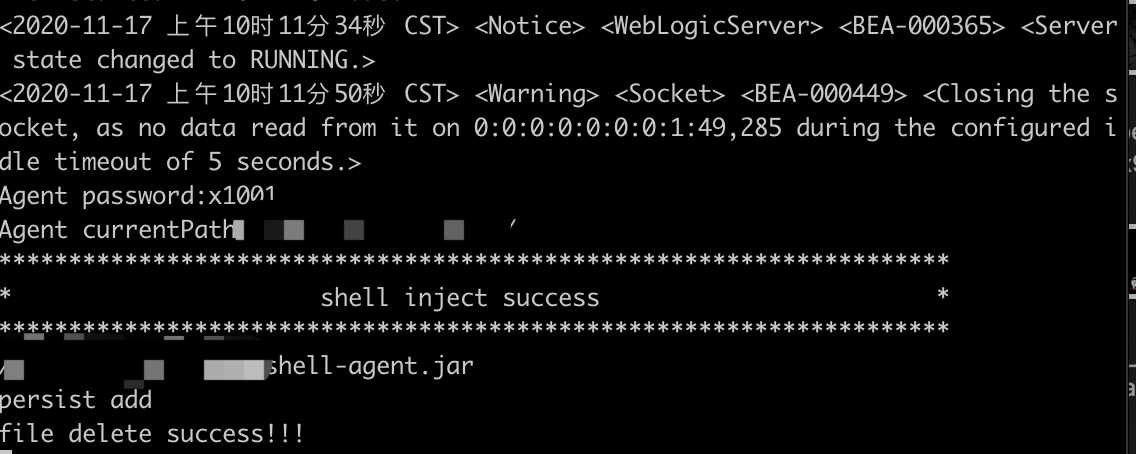 <2020-11-17 上午10时11分34秒 CST> <Notice> <WebLogicServer> <BEA-000365> <Server
state changed to RUNNING.>
<2020-11-17 上午10时11分50秒 CST> <Warning> <Socket> <BEA-000449> <Closing the s
ocket, as no data read from it on 0:0:0:0:0:0:0:1:49,285 during the configured i
dle timeout of 5 seconds.>
Agent password:x1001
Agent currentPath
********************************************************************
* shell inject success *
********************************************************************
shell-agent.jar
persist add
file delete success!!!